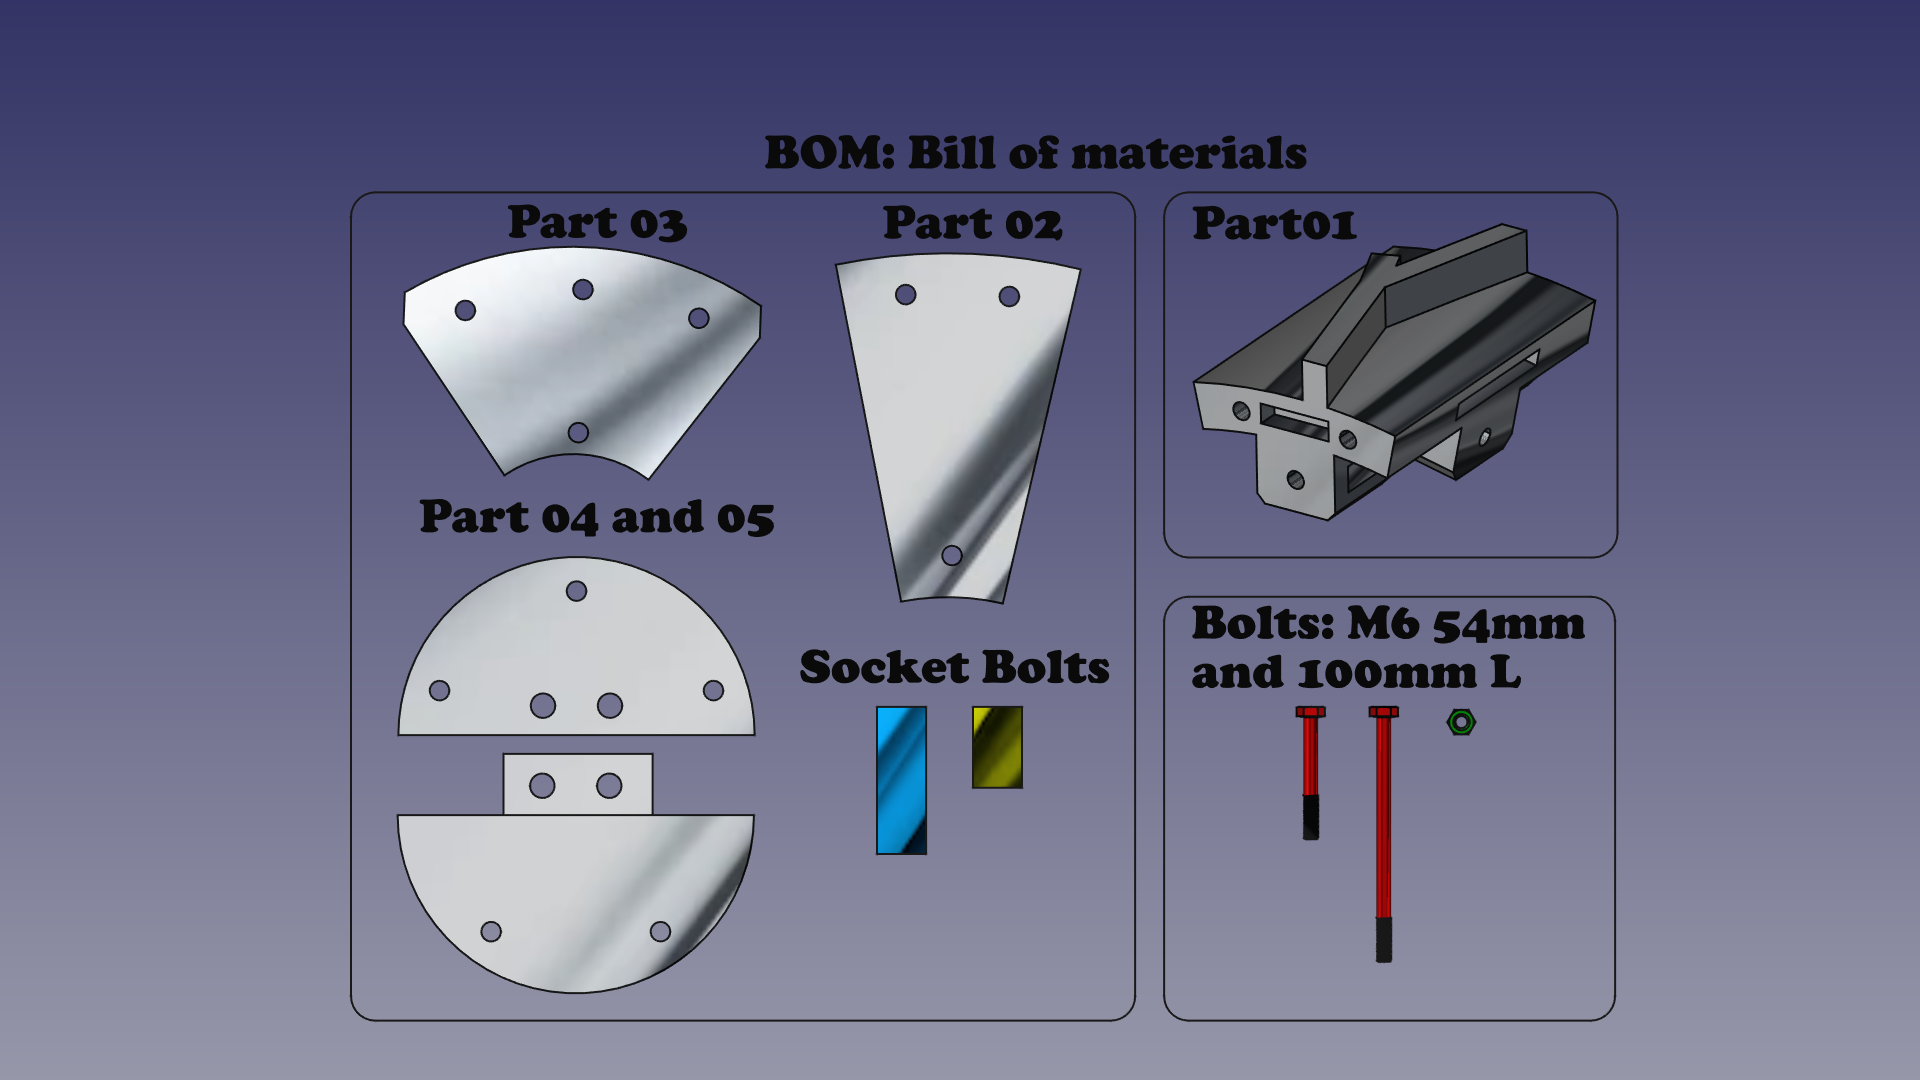 BOM: Bill of materials
Part 03
Part 02
Part01
Part 04 and 05
Socket Bolts
Bolts: M6 54mm
and 100mm L